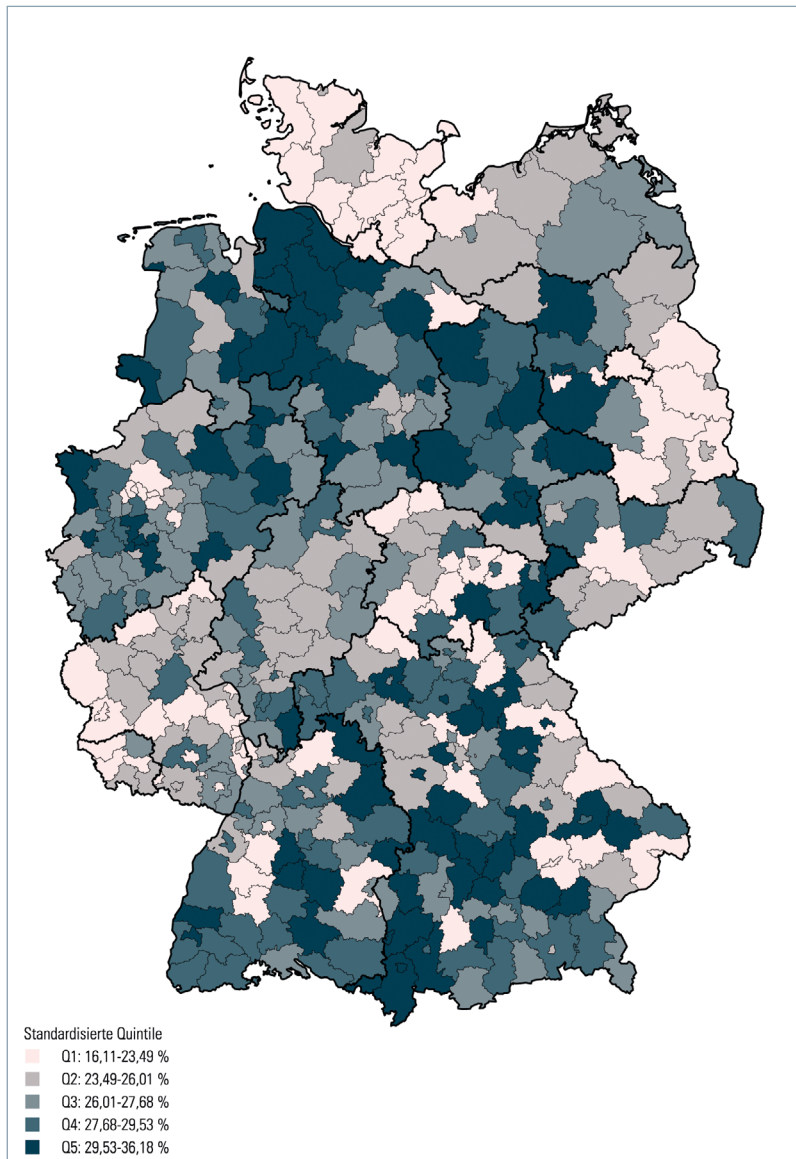 Standardisierte Quintile
Q1: 16,11-23,49 %
Q2: 23,49-26,01 %
Q3: 26,01-27,68 %
Q4: 27,68-29,53 %
Q5: 29,53-36,18 %